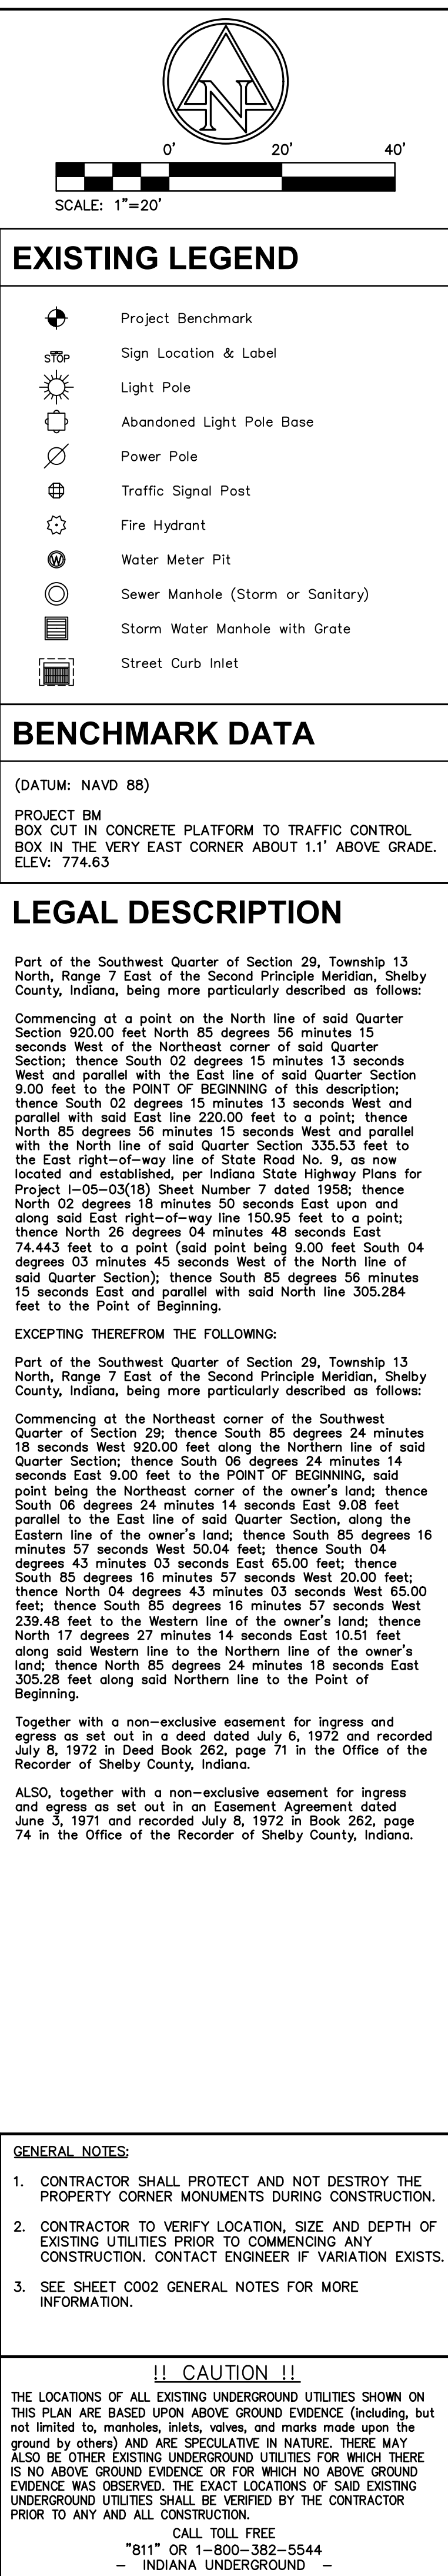 N
0' 20' 40'
SCALE: 1"=20'
EXISTING LEGEND
Project Benchmark
STOP Sign Location & Label
Light Pole
Abandoned Light Pole Base
Power Pole
Traffic Signal Post
Fire Hydrant
W Water Meter Pit
Sewer Manhole (Storm or Sanitary)
Storm Water Manhole with Grate
Street Curb Inlet
BENCHMARK DATA
(DATUM: NAVD 88)
PROJECT BM
BOX CUT IN CONCRETE PLATFORM TO TRAFFIC CONTROL
BOX IN THE VERY EAST CORNER ABOUT 1.1' ABOVE GRADE.
ELEV: 774.63
LEGAL DESCRIPTION
Part of the Southwest Quarter of Section 29, Township 13
North, Range 7 East of the Second Principle Meridian, Shelby
County, Indiana, being more particularly described as follows:
Commencing at a point on the North line of said Quarter
Section 920.00 feet North 85 degrees 56 minutes 15
seconds West of the Northeast corner of said Quarter
Section; thence South 02 degrees 15 minutes 13 seconds
West and parallel with the East line of said Quarter Section
9.00 feet to the POINT OF BEGINNING of this description;
thence South 02 degrees 15 minutes 13 seconds West and
parallel with said East line 220.00 feet to a point; thence
North 85 degrees 56 minutes 15 seconds West and parallel
with the North line of said Quarter Section 335.53 feet to
the East right-of-way line of State Road No. 9, as now
located and established, per Indiana State Highway Plans for
Project I-05-03(18) Sheet Number 7 dated 1958; thence
North 02 degrees 18 minutes 50 seconds East upon and
along said East right-of-way line 150.95 feet to a point;
thence North 26 degrees 04 minutes 48 seconds East
74.443 feet to a point (said point being 9.00 feet South 04
degrees 03 minutes 45 seconds West of the North line of
said Quarter Section); thence South 85 degrees 56 minutes
15 seconds East and parallel with said North line 305.284
feet to the Point of Beginning.
EXCEPTING THEREFROM THE FOLLOWING:
Part of the Southwest Quarter of Section 29, Township 13
North, Range 7 East of the Second Principle Meridian, Shelby
County, Indiana, being more particularly described as follows:
Commencing at the Northeast corner of the Southwest
Quarter of Section 29; thence South 85 degrees 24 minutes
18 seconds West 920.00 feet along the Northern line of said
Quarter Section; thence South 06 degrees 24 minutes 14
seconds East 9.00 feet to the POINT OF BEGINNING, said
point being the Northeast corner of the owner's land; thence
South 06 degrees 24 minutes 14 seconds East 9.08 feet
parallel to the East line of said Quarter Section, along the
Eastern line of the owner's land; thence South 85 degrees 16
minutes 57 seconds West 50.04 feet; thence South 04
degrees 43 minutes 03 seconds East 65.00 feet; thence
South 85 degrees 16 minutes 57 seconds West 20.00 feet;
thence North 04 degrees 43 minutes 03 seconds West 65.00
feet; thence South 85 degrees 16 minutes 57 seconds West
239.48 feet to the Western line of the owner's land; thence
North 17 degrees 27 minutes 14 seconds East 10.51 feet
along said Western line to the Northern line of the owner's
land; thence North 85 degrees 24 minutes 18 seconds East
305.28 feet along said Northern line to the Point of
Beginning.
Together with a non-exclusive easement for ingress and
egress as set out in a deed dated July 6, 1972 and recorded
July 8, 1972 in Deed Book 262, page 71 in the Office of the
Recorder of Shelby County, Indiana.
ALSO, together with a non-exclusive easement for ingress
and egress as set out in an Easement Agreement dated
June 3, 1971 and recorded July 8, 1972 in Book 262, page
74 in the Office of the Recorder of Shelby County, Indiana.
GENERAL NOTES:
1. CONTRACTOR SHALL PROTECT AND NOT DESTROY THE
PROPERTY CORNER MONUMENTS DURING CONSTRUCTION.
2. CONTRACTOR TO VERIFY LOCATION, SIZE AND DEPTH OF
EXISTING UTILITIES PRIOR TO COMMENCING ANY
CONSTRUCTION. CONTACT ENGINEER IF VARIATION EXISTS.
3. SEE SHEET C002 GENERAL NOTES FOR MORE
INFORMATION.
!! CAUTION !!
THE LOCATIONS OF ALL EXISTING UNDERGROUND UTILITIES SHOWN ON
THIS PLAN ARE BASED UPON ABOVE GROUND EVIDENCE (including, but
not limited to, manholes, inlets, valves, and marks made upon the
ground by others) AND ARE SPECULATIVE IN NATURE. THERE MAY
ALSO BE OTHER EXISTING UNDERGROUND UTILITIES FOR WHICH THERE
IS NO ABOVE GROUND EVIDENCE OR FOR WHICH NO ABOVE GROUND
EVIDENCE WAS OBSERVED. THE EXACT LOCATIONS OF SAID EXISTING
UNDERGROUND UTILITIES SHALL BE VERIFIED BY THE CONTRACTOR
PRIOR TO ANY AND ALL CONSTRUCTION.
CALL TOLL FREE
"811" OR 1-800-382-5544
- INDIANA UNDERGROUND -